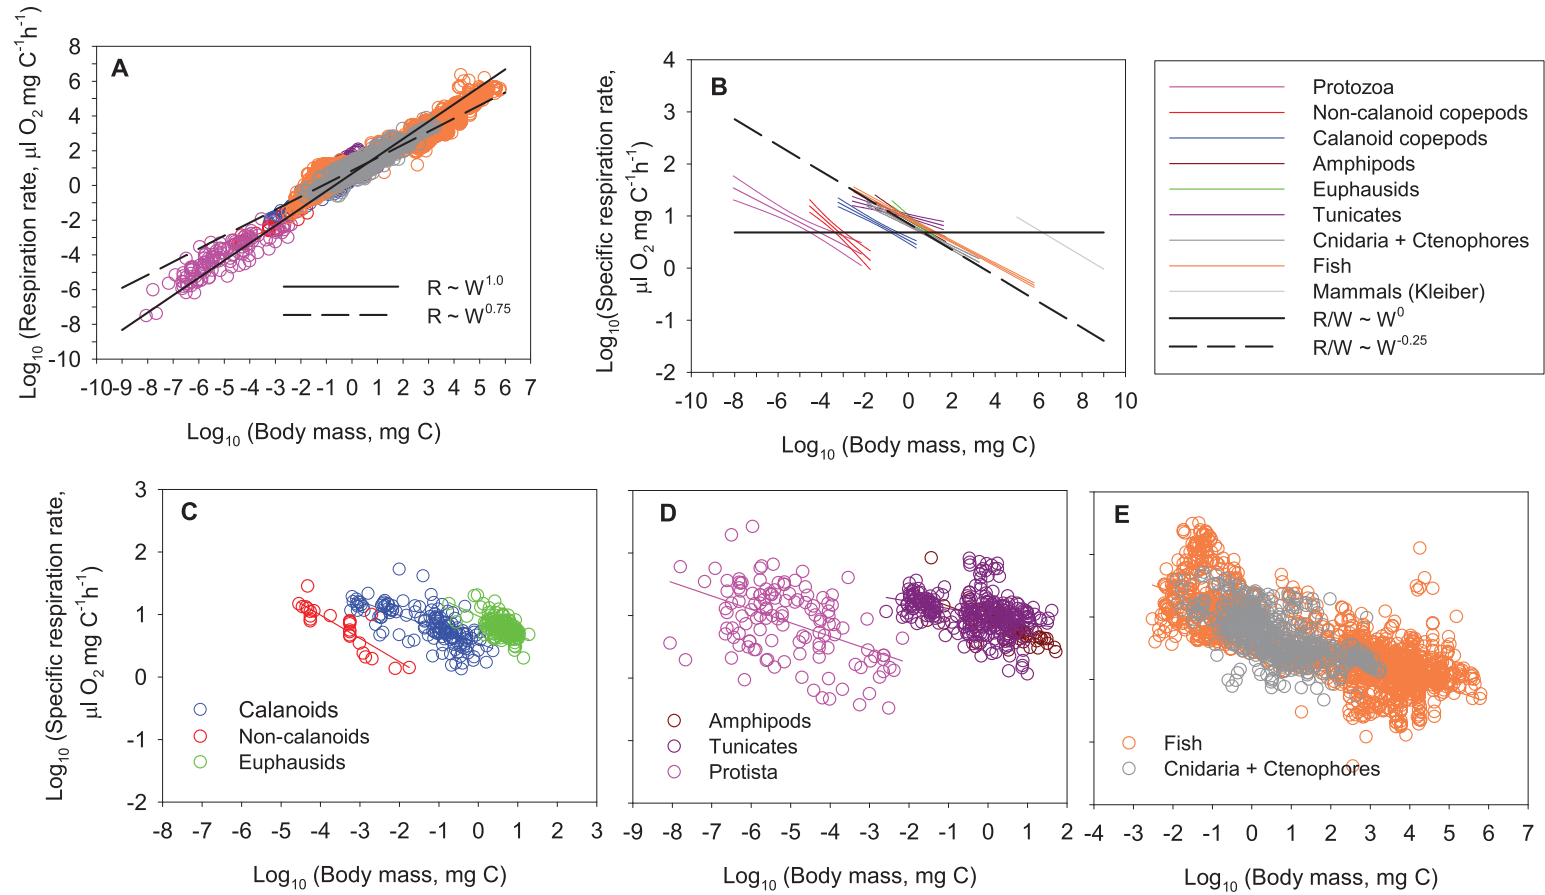 A
Log10 (Respiration rate, µl O2 mg C-1h-1)
8
6
4
2
0
-2
-4
-6
-8
-10
R ~ W1.0
R ~ W0.75
-10 -9 -8 -7 -6 -5 -4 -3 -2 -1 0 1 2 3 4 5 6 7
Log10 (Body mass, mg C)
B
Log10(Specific respiration rate,
µl O2 mg C-1h-1)
4
3
2
1
0
-1
-2
-10 -8 -6 -4 -2 0 2 4 6 8 10
Log10 (Body mass, mg C)
Protozoa
Non-calanoid copepods
Calanoid copepods
Amphipods
Euphausids
Tunicates
Cnidaria + Ctenophores
Fish
Mammals (Kleiber)
R/W ~ W0
R/W ~ W-0.25
C
Log10 (Specific respiration rate,
µl O2 mg C-1h-1)
3
2
1
0
-1
-2
Calanoids
Non-calanoids
Euphausids
-8 -7 -6 -5 -4 -3 -2 -1 0 1 2 3
Log10 (Body mass, mg C)
D
Amphipods
Tunicates
Protista
-9 -8 -7 -6 -5 -4 -3 -2 -1 0 1 2
Log10 (Body mass, mg C)
E
Fish
Cnidaria + Ctenophores
-4 -3 -2 -1 0 1 2 3 4 5 6 7
Log10 (Body mass, mg C)